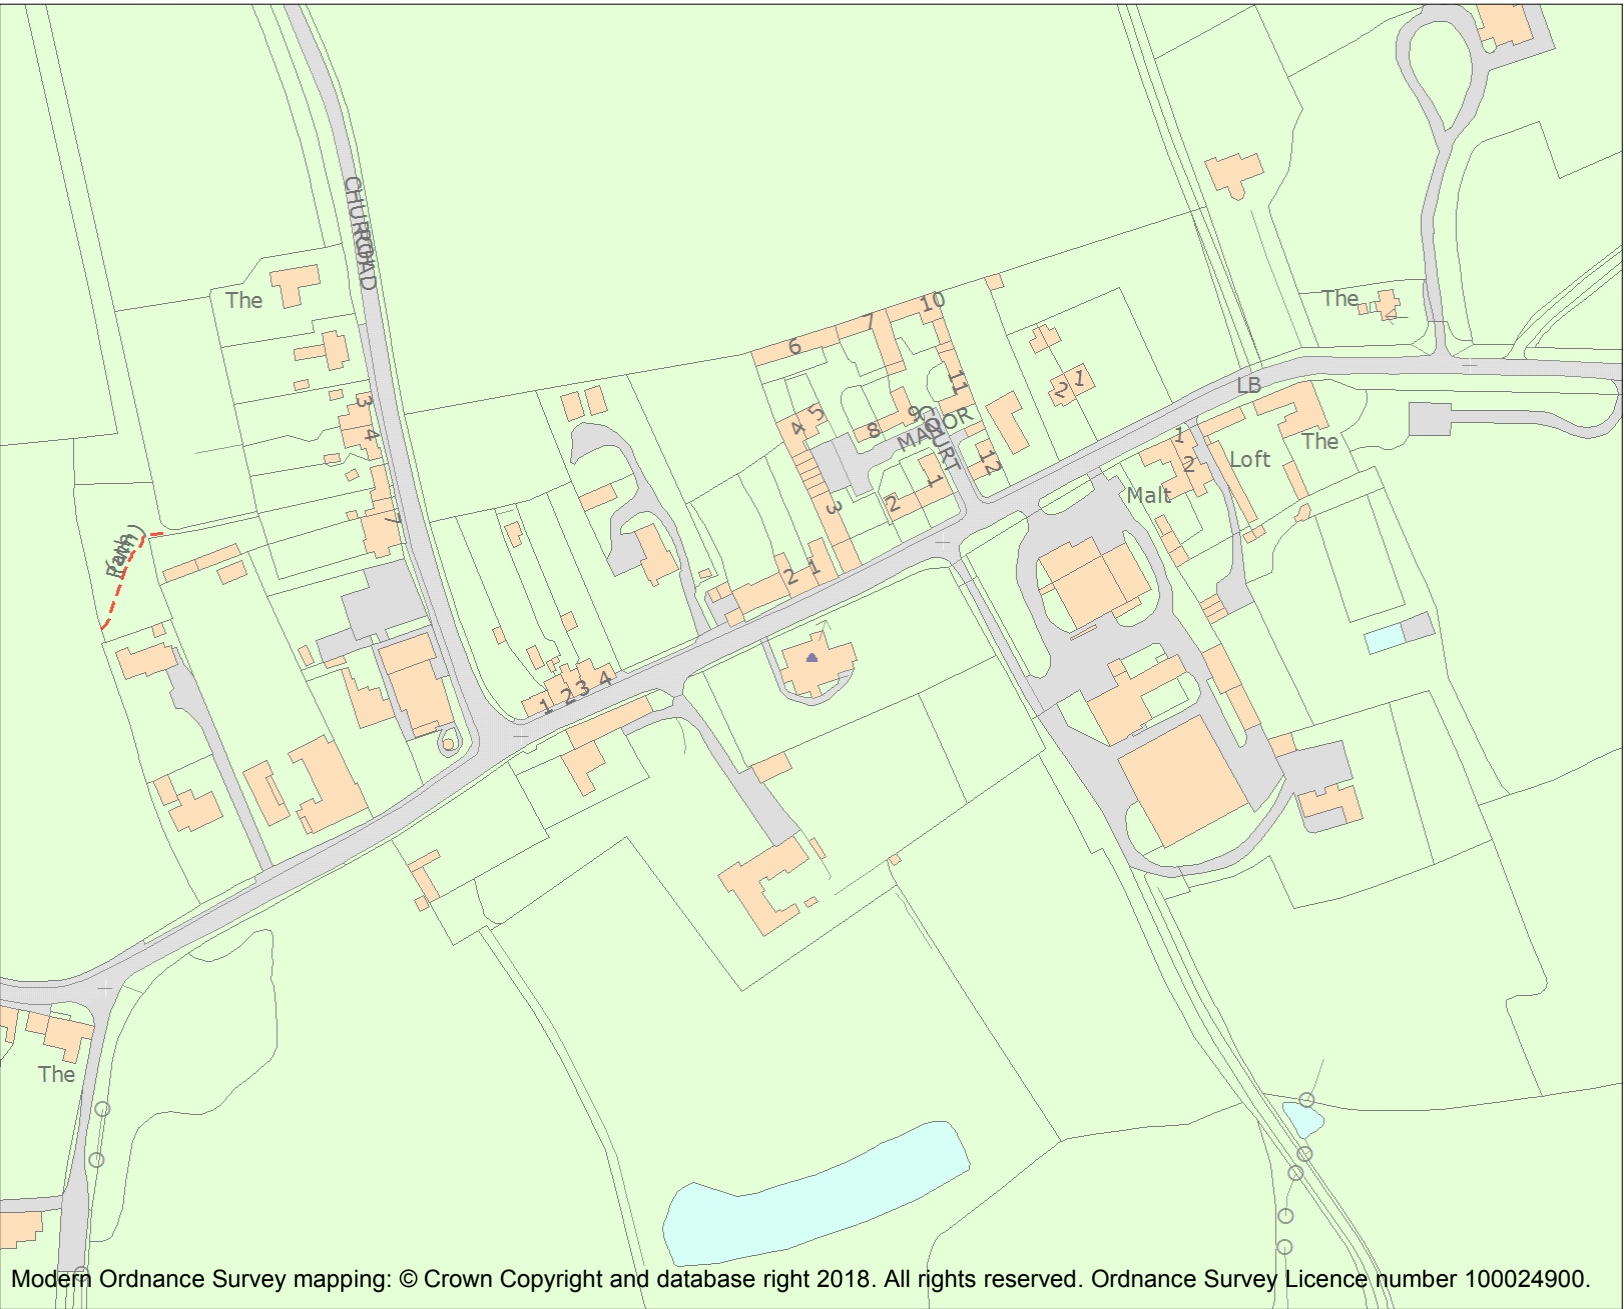 CHURCH
ROAD
The
The
3
4
7
(um)
Path
6
7
10
11
4
5
8
9
MANOR
COURT
12
1
2
3
2
1
1
2
LB
1
2
Loft
The
Malt
1
2
3
4
The
Modern Ordnance Survey mapping: © Crown Copyright and database right 2018. All rights reserved. Ordnance Survey Licence number 100024900.